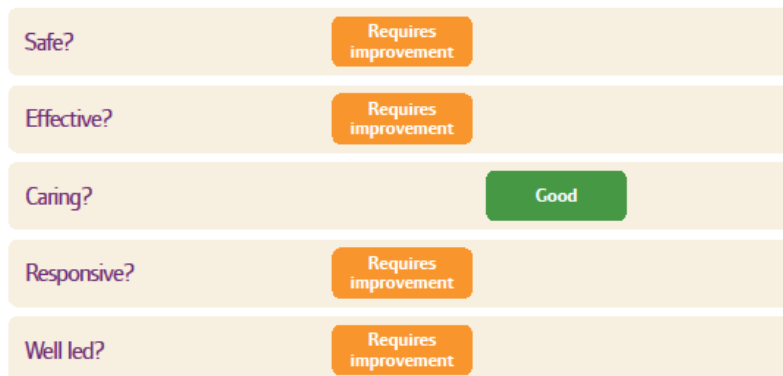 Safe?
Requires
improvement
Effective?
Requires
improvement
Caring?
Good
Responsive?
Requires
improvement
Well led?
Requires
improvement